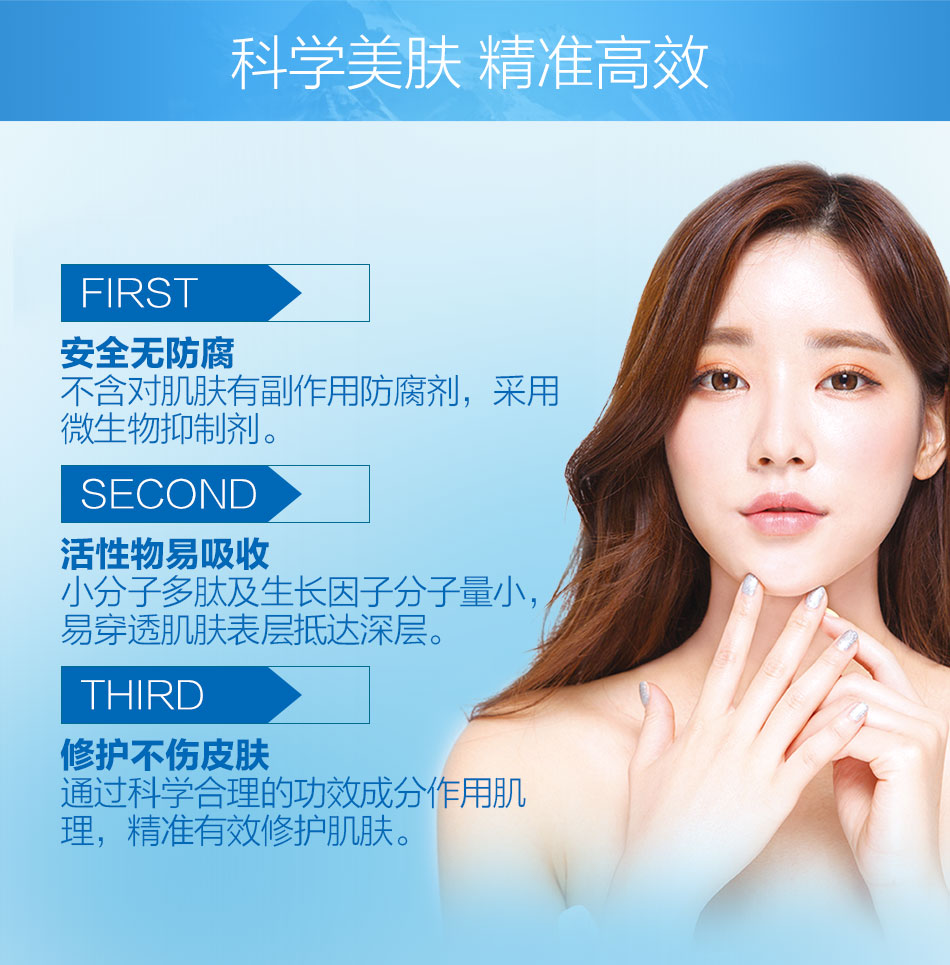 科学美肤 精准高效
FIRST
安全无防腐
不含对肌肤有副作用防腐剂，采用
微生物抑制剂。
SECOND
活性物易吸收
小分子多肽及生长因子分子量小，
易穿透肌肤表层抵达深层。
THIRD
修护不伤皮肤
通过科学合理的功效成分作用肌
理，精准有效修护肌肤。